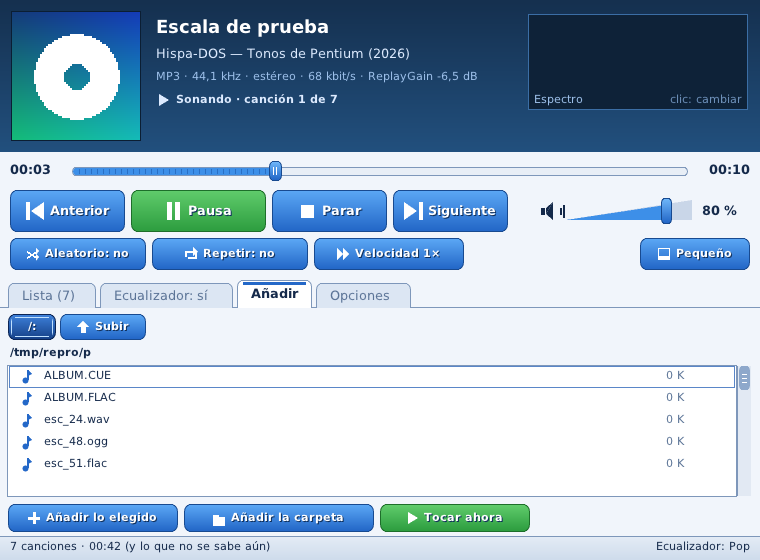 Escala de prueba
Hispa-DOS — Tonos de Pentium (2026)
MP3 · 44,1 kHz · estéreo · 68 kbit/s · ReplayGain -6,5 dB
Sonando · canción 1 de 7
Espectro clic: cambiar
00:03 00:10
Anterior Pausa Parar Siguiente 80 %
Aleatorio: no Repetir: no Velocidad 1× Pequeño
Lista (7) Ecualizador: sí Añadir Opciones
/: Subir
/tmp/repro/p
ALBUM.CUE 0 K
ALBUM.FLAC 0 K
esc_24.wav 0 K
esc_48.ogg 0 K
esc_51.flac 0 K
Añadir lo elegido Añadir la carpeta Tocar ahora
7 canciones · 00:42 (y lo que no se sabe aún) Ecualizador: Pop